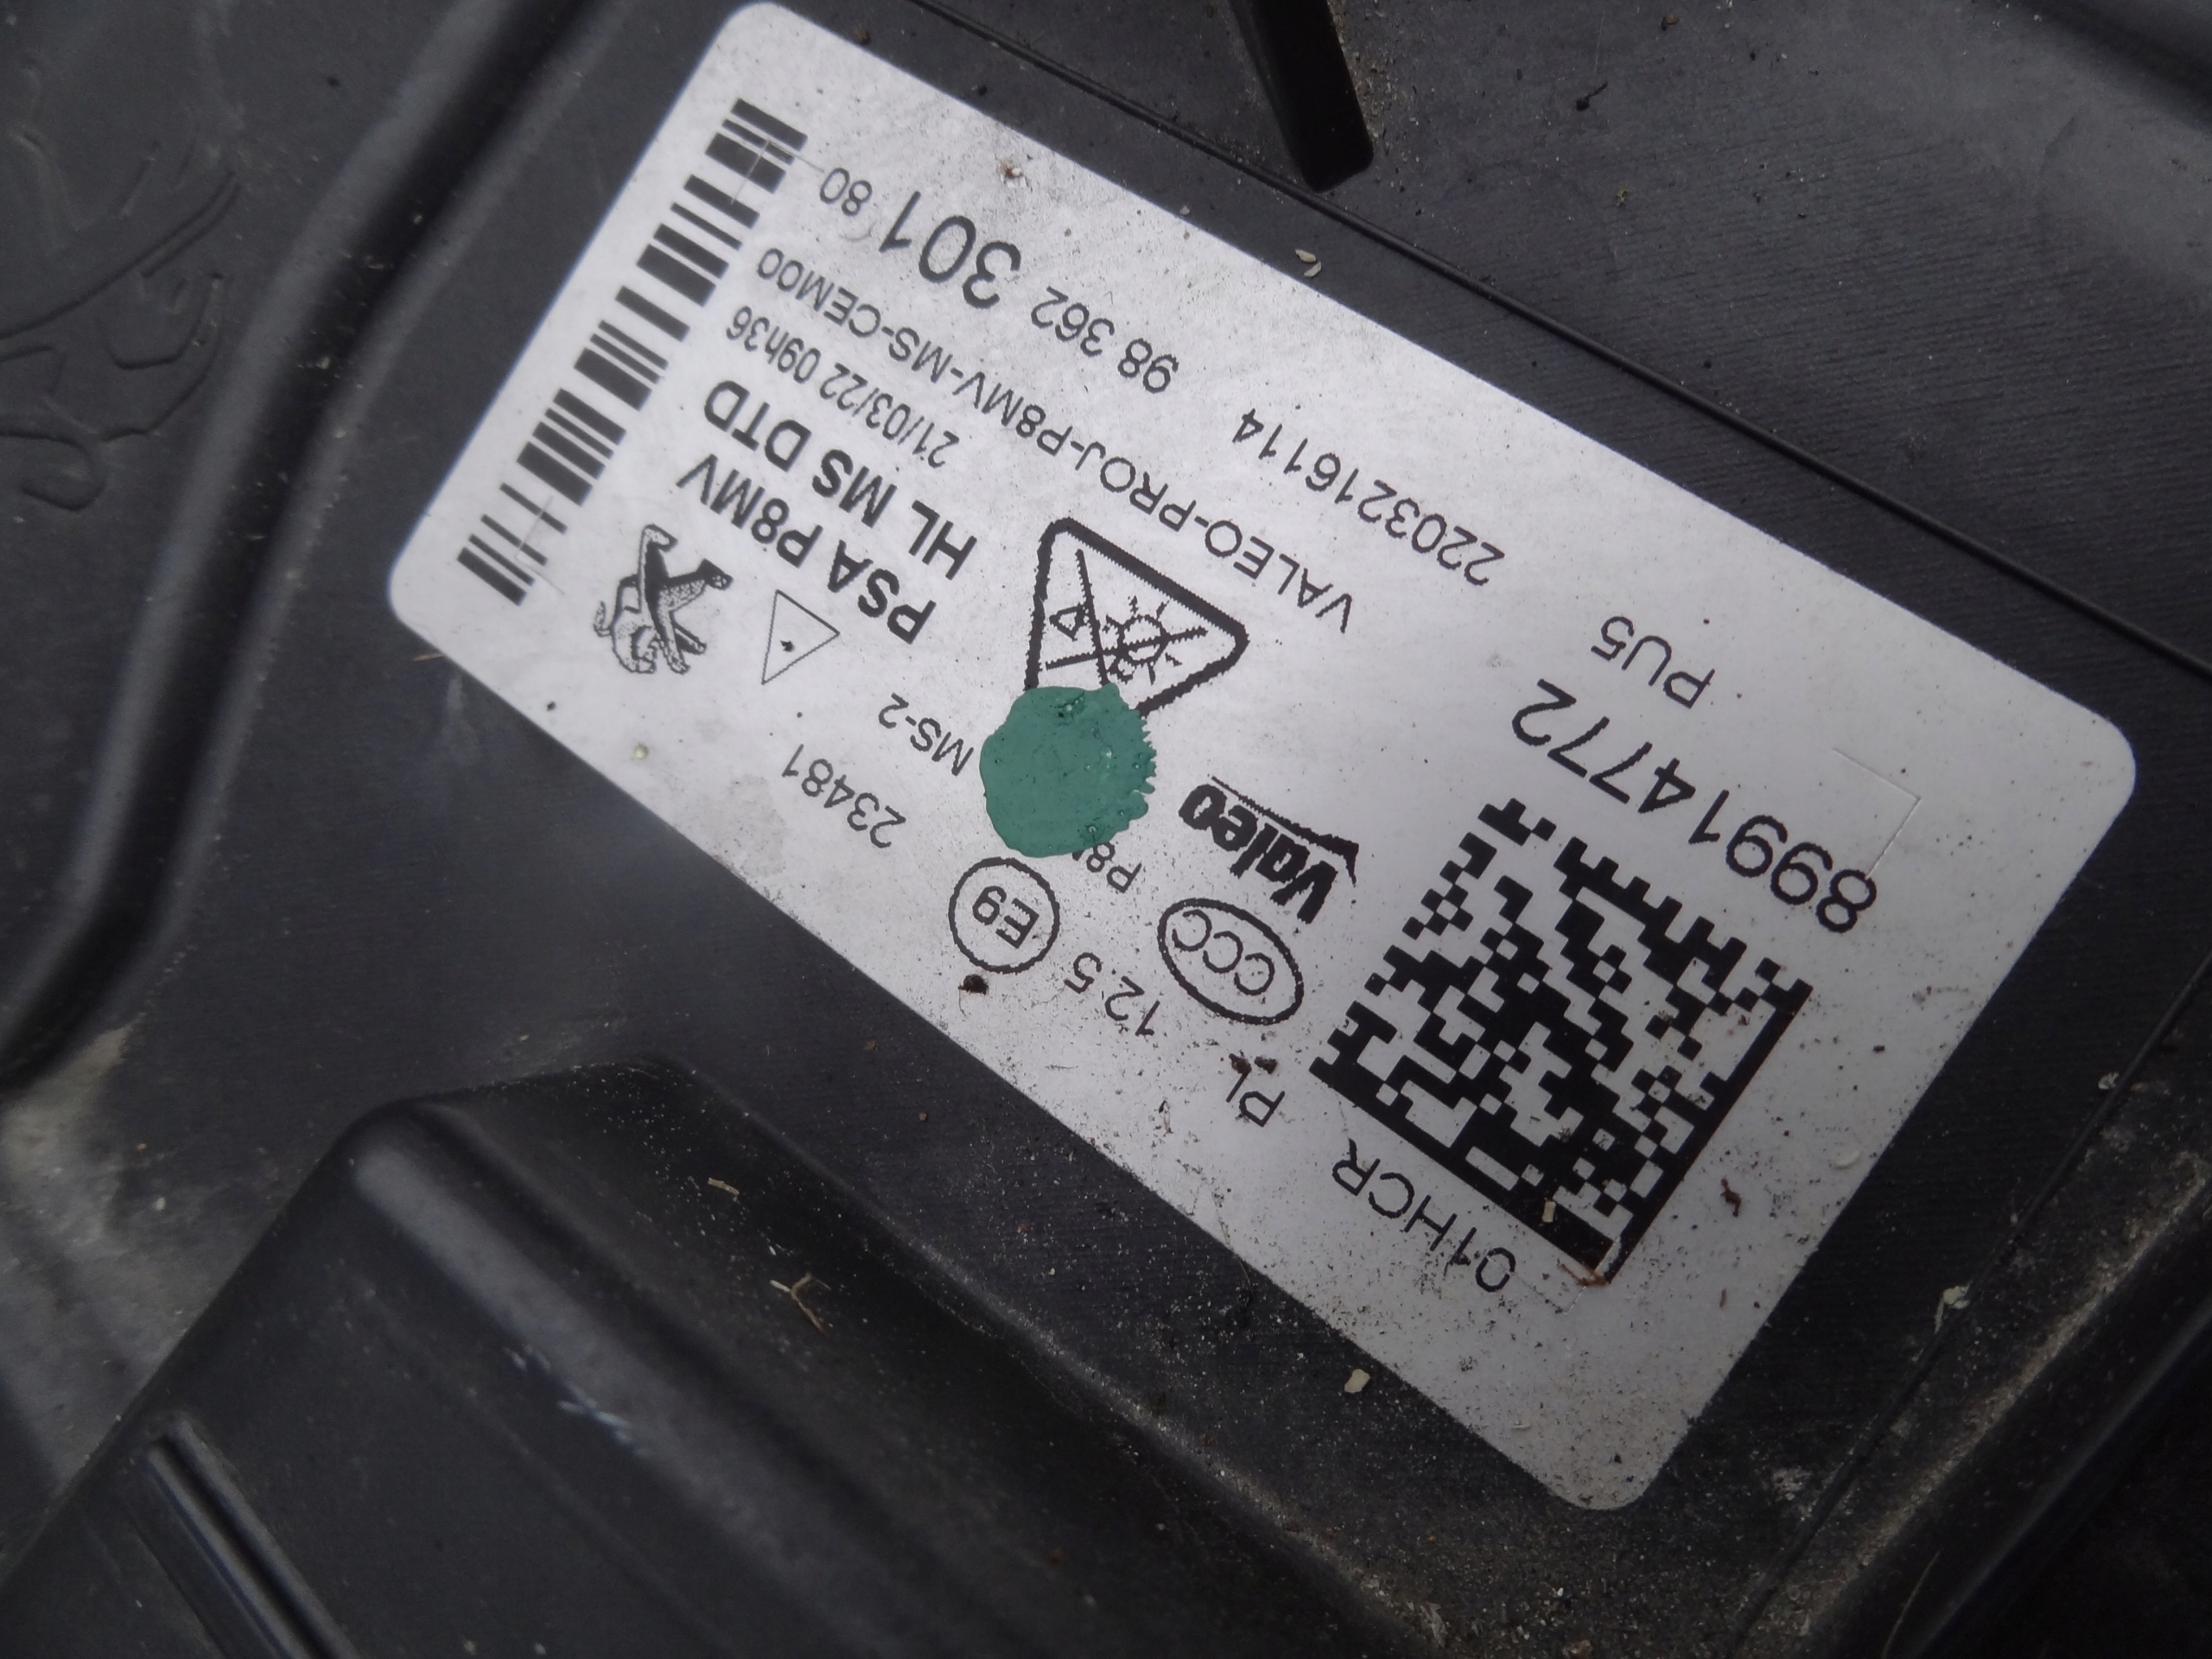 89914772
PU5
2203216114
98 362 301 80
VALEO-PROJ-P8MV-MS-CEM00
21/03/22 09h36
HL MS DTD
PSA P8MV
valeo
CCC
MS-2
23481
E9
12.5
PL
01HCR